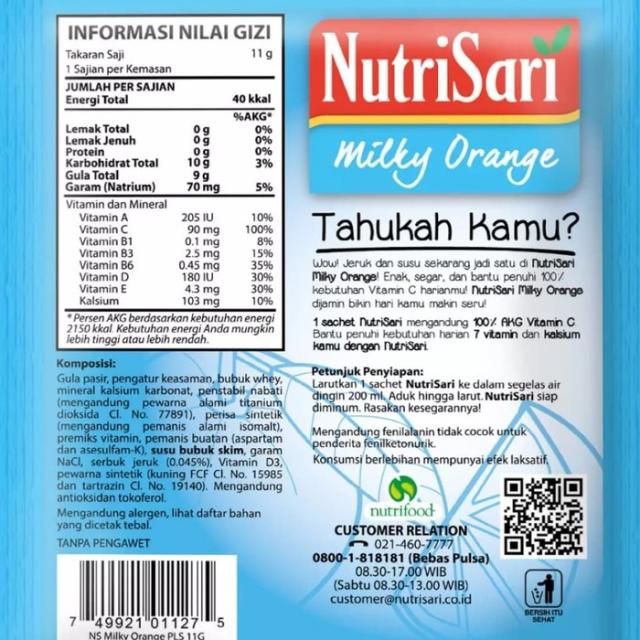 INFORMASI NILAI GIZI
Takaran Saji 11 g
1 Sajian per Kemasan
JUMLAH PER SAJIAN
Energi Total 40 kkal
%AKG*
Lemak Total 0 g 0%
Lemak Jenuh 0 g 0%
Protein 0 g 0%
Karbohidrat Total 10 g 3%
Gula Total 9 g
Garam (Natrium) 70 mg 5%
Vitamin dan Mineral
Vitamin A 205 IU 10%
Vitamin C 90 mg 100%
Vitamin B1 0.1 mg 8%
Vitamin B3 2.5 mg 15%
Vitamin B6 0.45 mg 35%
Vitamin D 180 IU 30%
Vitamin E 4.3 mg 30%
Kalsium 103 mg 10%
*Persen AKG berdasarkan kebutuhan energi
2150 kkal. Kebutuhan energi Anda mungkin
lebih tinggi atau lebih rendah.
Komposisi:
Gula pasir, pengatur keasaman, bubuk whey,
mineral kalsium karbonat, penstabil nabati
(mengandung pewarna alami titanium
dioksida CI. No. 77891), perisa sintetik
(mengandung pemanis alami isomalt),
premiks vitamin, pemanis buatan (aspartam
dan asesulfam-K), susu bubuk skim, garam
NaCl, serbuk jeruk (0.045%), Vitamin D3,
pewarna sintetik (kuning FCF CI. No. 15985
dan tartrazin CI. No. 19140). Mengandung
antioksidan tokoferol.
Mengandung alergen, lihat daftar bahan
yang dicetak tebal.
TANPA PENGAWET
7 49921 01127 5
NS Milky Orange PLS 11G
NutriSari
Milky Orange
Tahukah Kamu?
Wow! Jeruk dan susu sekarang jadi satu di NutriSari
Milky Orange! Enak, segar, dan bantu penuhi 100%
kebutuhan Vitamin C harianmu! NutriSari Milky Orange
dijamin bikin hari kamu makin seru!
1 sachet NutriSari mengandung 100% AKG Vitamin C.
Bantu penuhi kebutuhan harian 7 vitamin dan kalsium
kamu dengan NutriSari.
Petunjuk Penyiapan:
Larutkan 1 sachet NutriSari ke dalam segelas air
dingin 200 ml. Aduk hingga larut. NutriSari siap
diminum. Rasakan kesegarannya!
Mengandung fenilalanin tidak cocok untuk
penderita fenilketonurik.
Konsumsi berlebihan mempunyai efek laksatif.
nutrifood
CUSTOMER RELATION
021-460-7777
0800-1-818181 (Bebas Pulsa)
08.30-17.00 WIB
(Sabtu 08.30-13.00 WIB)
customer@nutrisari.co.id
BERSIH ITU
SEHAT